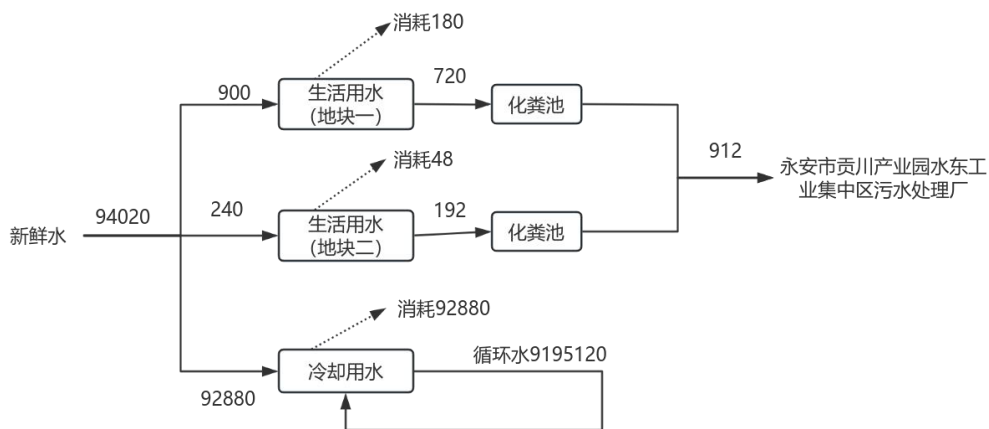 消耗180
900
生活用水
(地块一)
720
化粪池
912
永安市贡川产业园水东工
业集中区污水处理厂
消耗48
新鲜水
94020
240
生活用水
(地块二)
192
化粪池
消耗92880
92880
冷却用水
循环水9195120